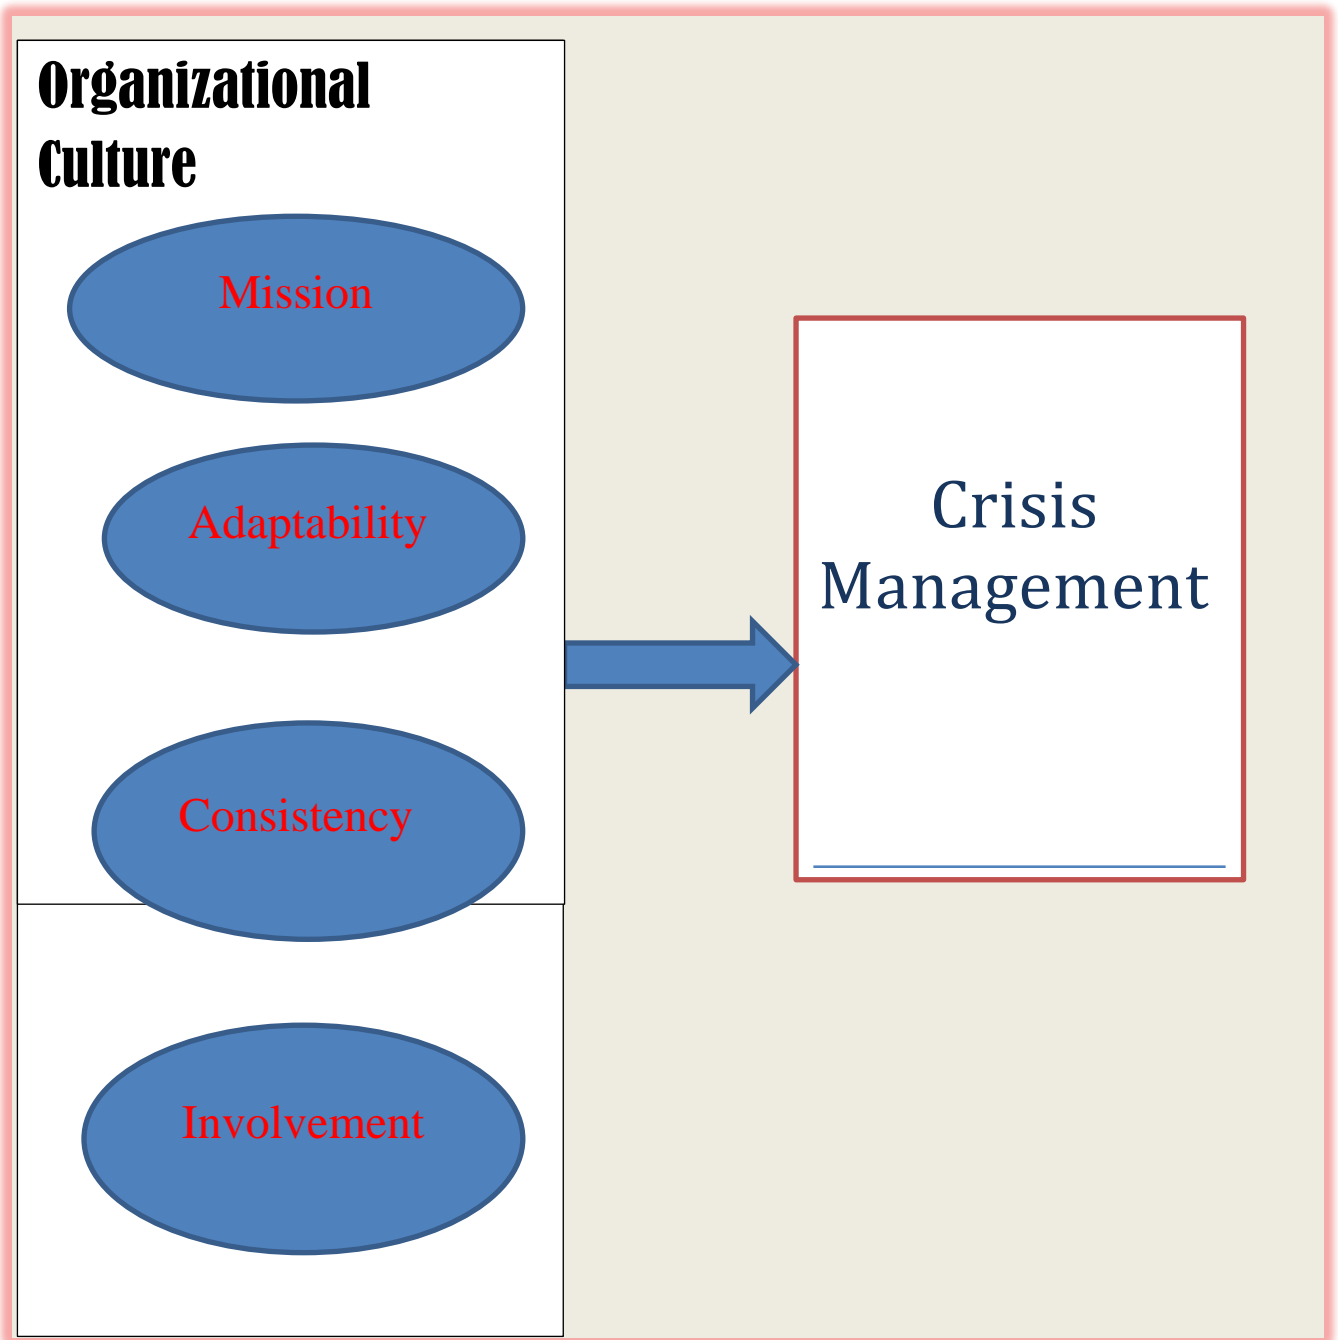 Organizational
Culture
Mission
Adaptability
Consistency
Involvement
Crisis
Management